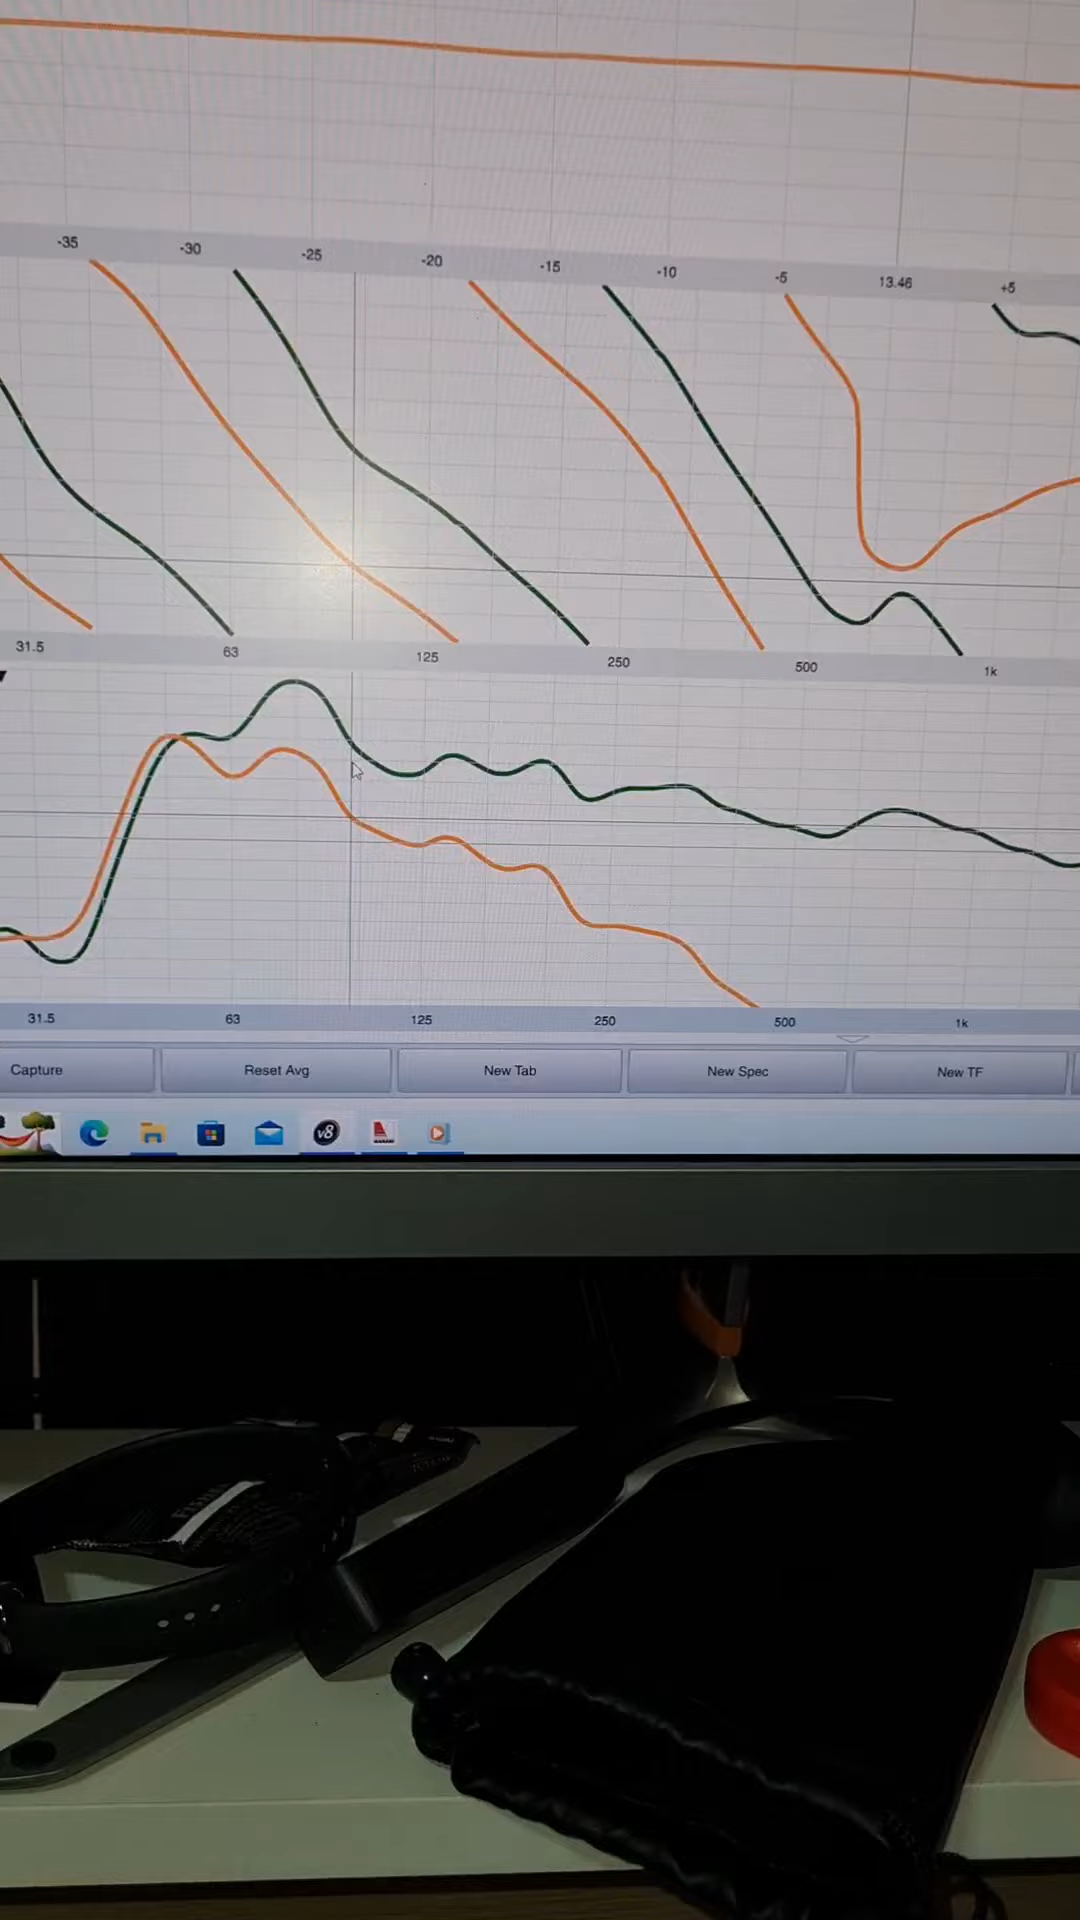 -35 -30 -25 -20 -15 -10 -5 13.46 +5
31.5 63 125 250 500 1k
31.5 63 125 250 500 1k
Capture Reset Avg New Tab New Spec New TF
v8